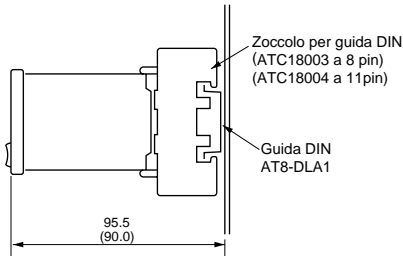 Zoccolo per guida DIN
(ATC18003 a 8 pin)
(ATC18004 a 11pin)
Guida DIN
AT8-DLA1
95.5
(90.0)